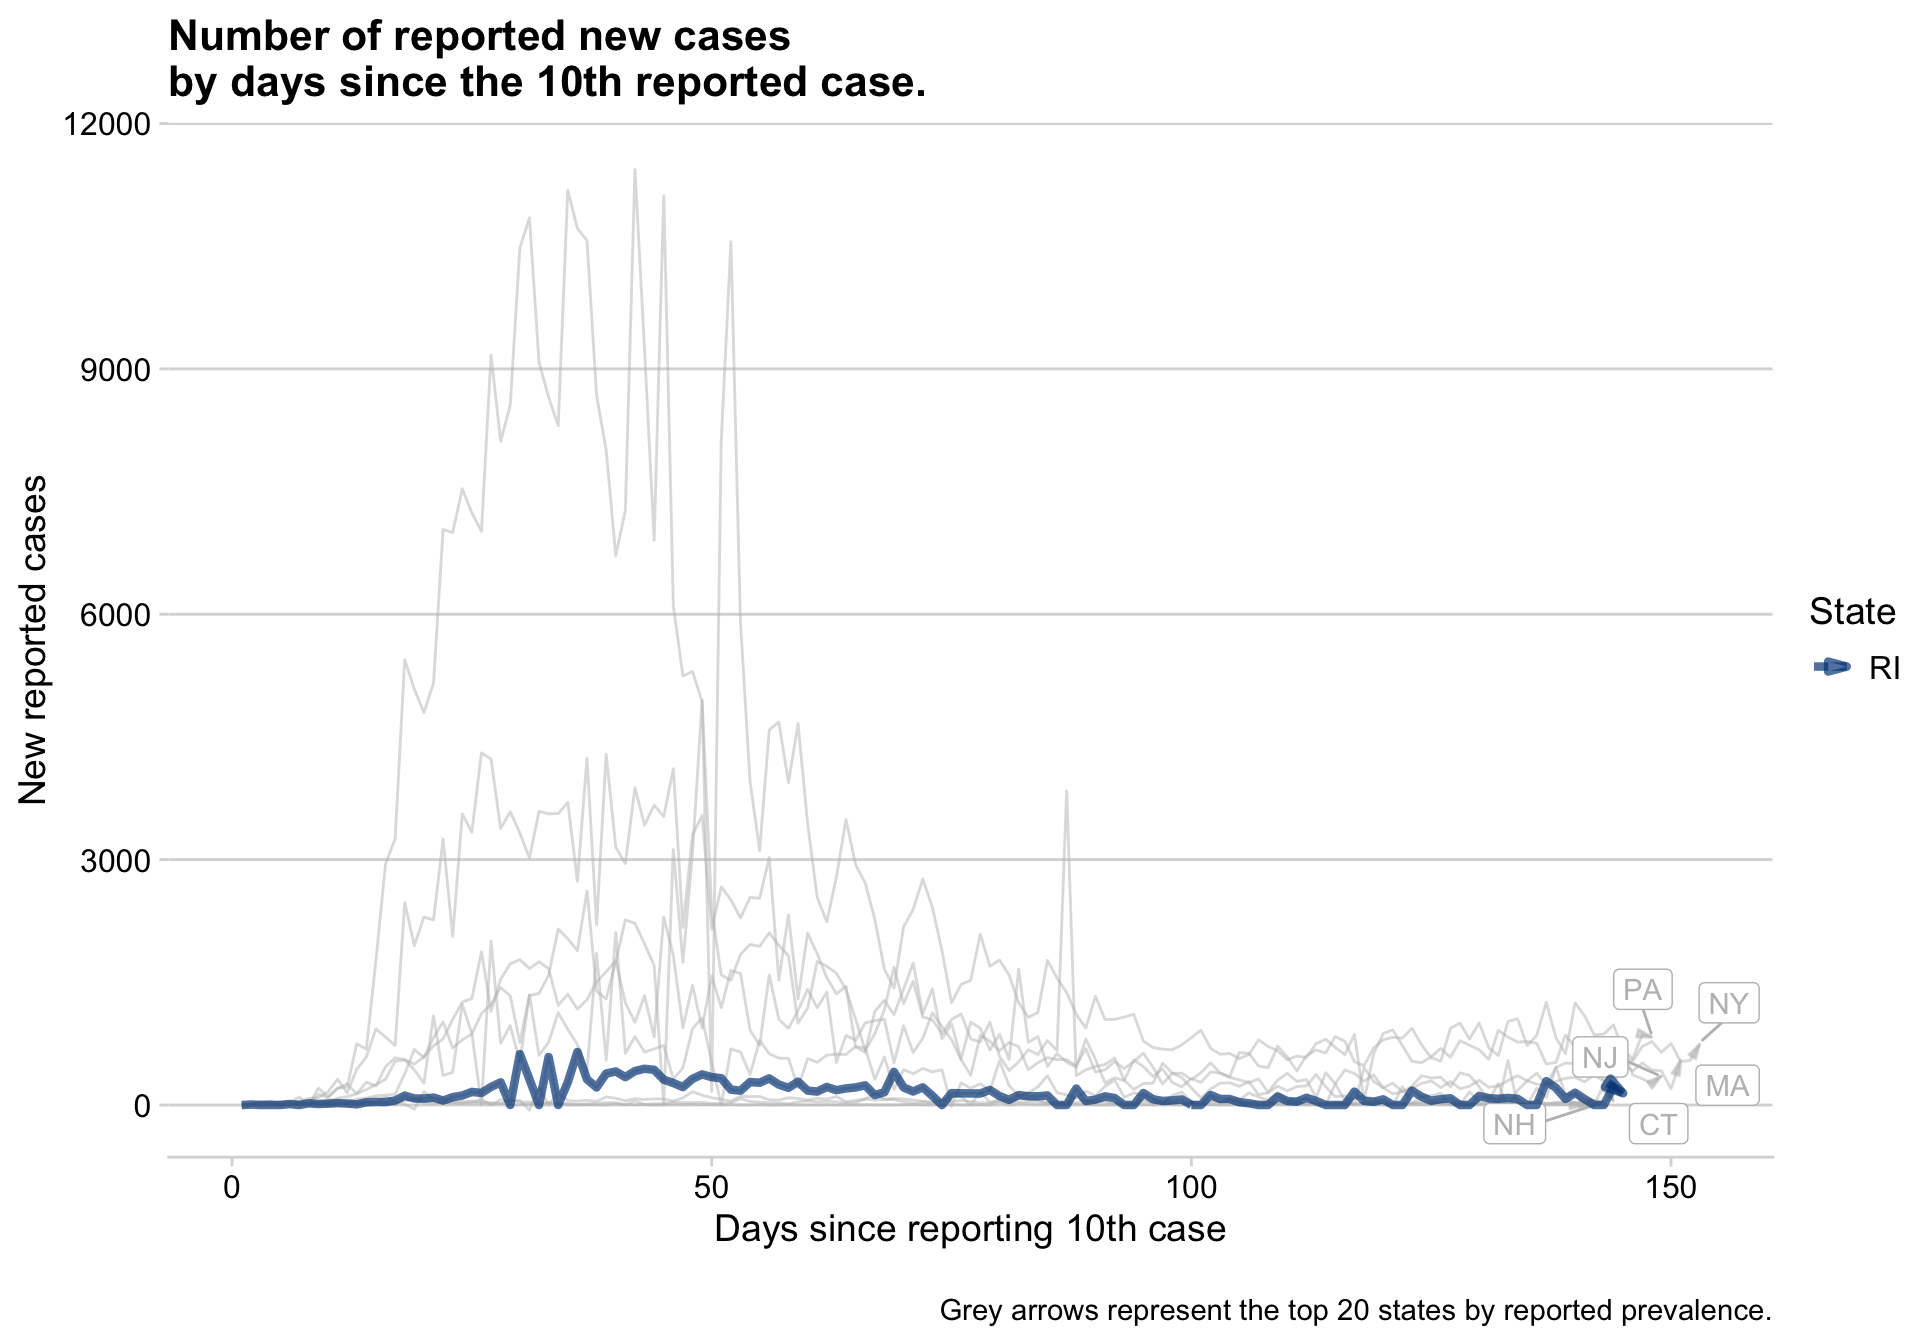 Number of reported new cases
by days since the 10th reported case.
12000
9000
6000
3000
0
New reported cases
PA
NY
NJ
MA
NH
CT
0
50
100
150
Days since reporting 10th case
State
RI
Grey arrows represent the top 20 states by reported prevalence.